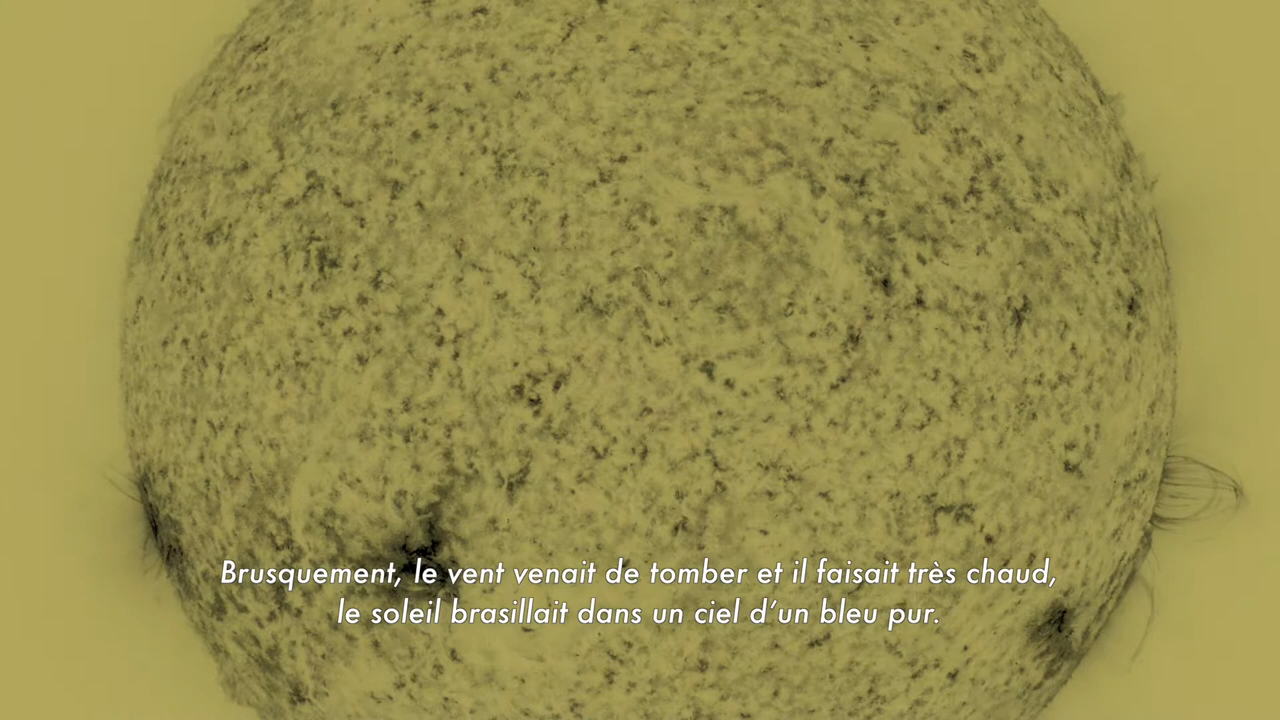 Brusquement, le vent venait de tomber et il faisait très chaud,
le soleil brasillait dans un ciel d’un bleu pur.